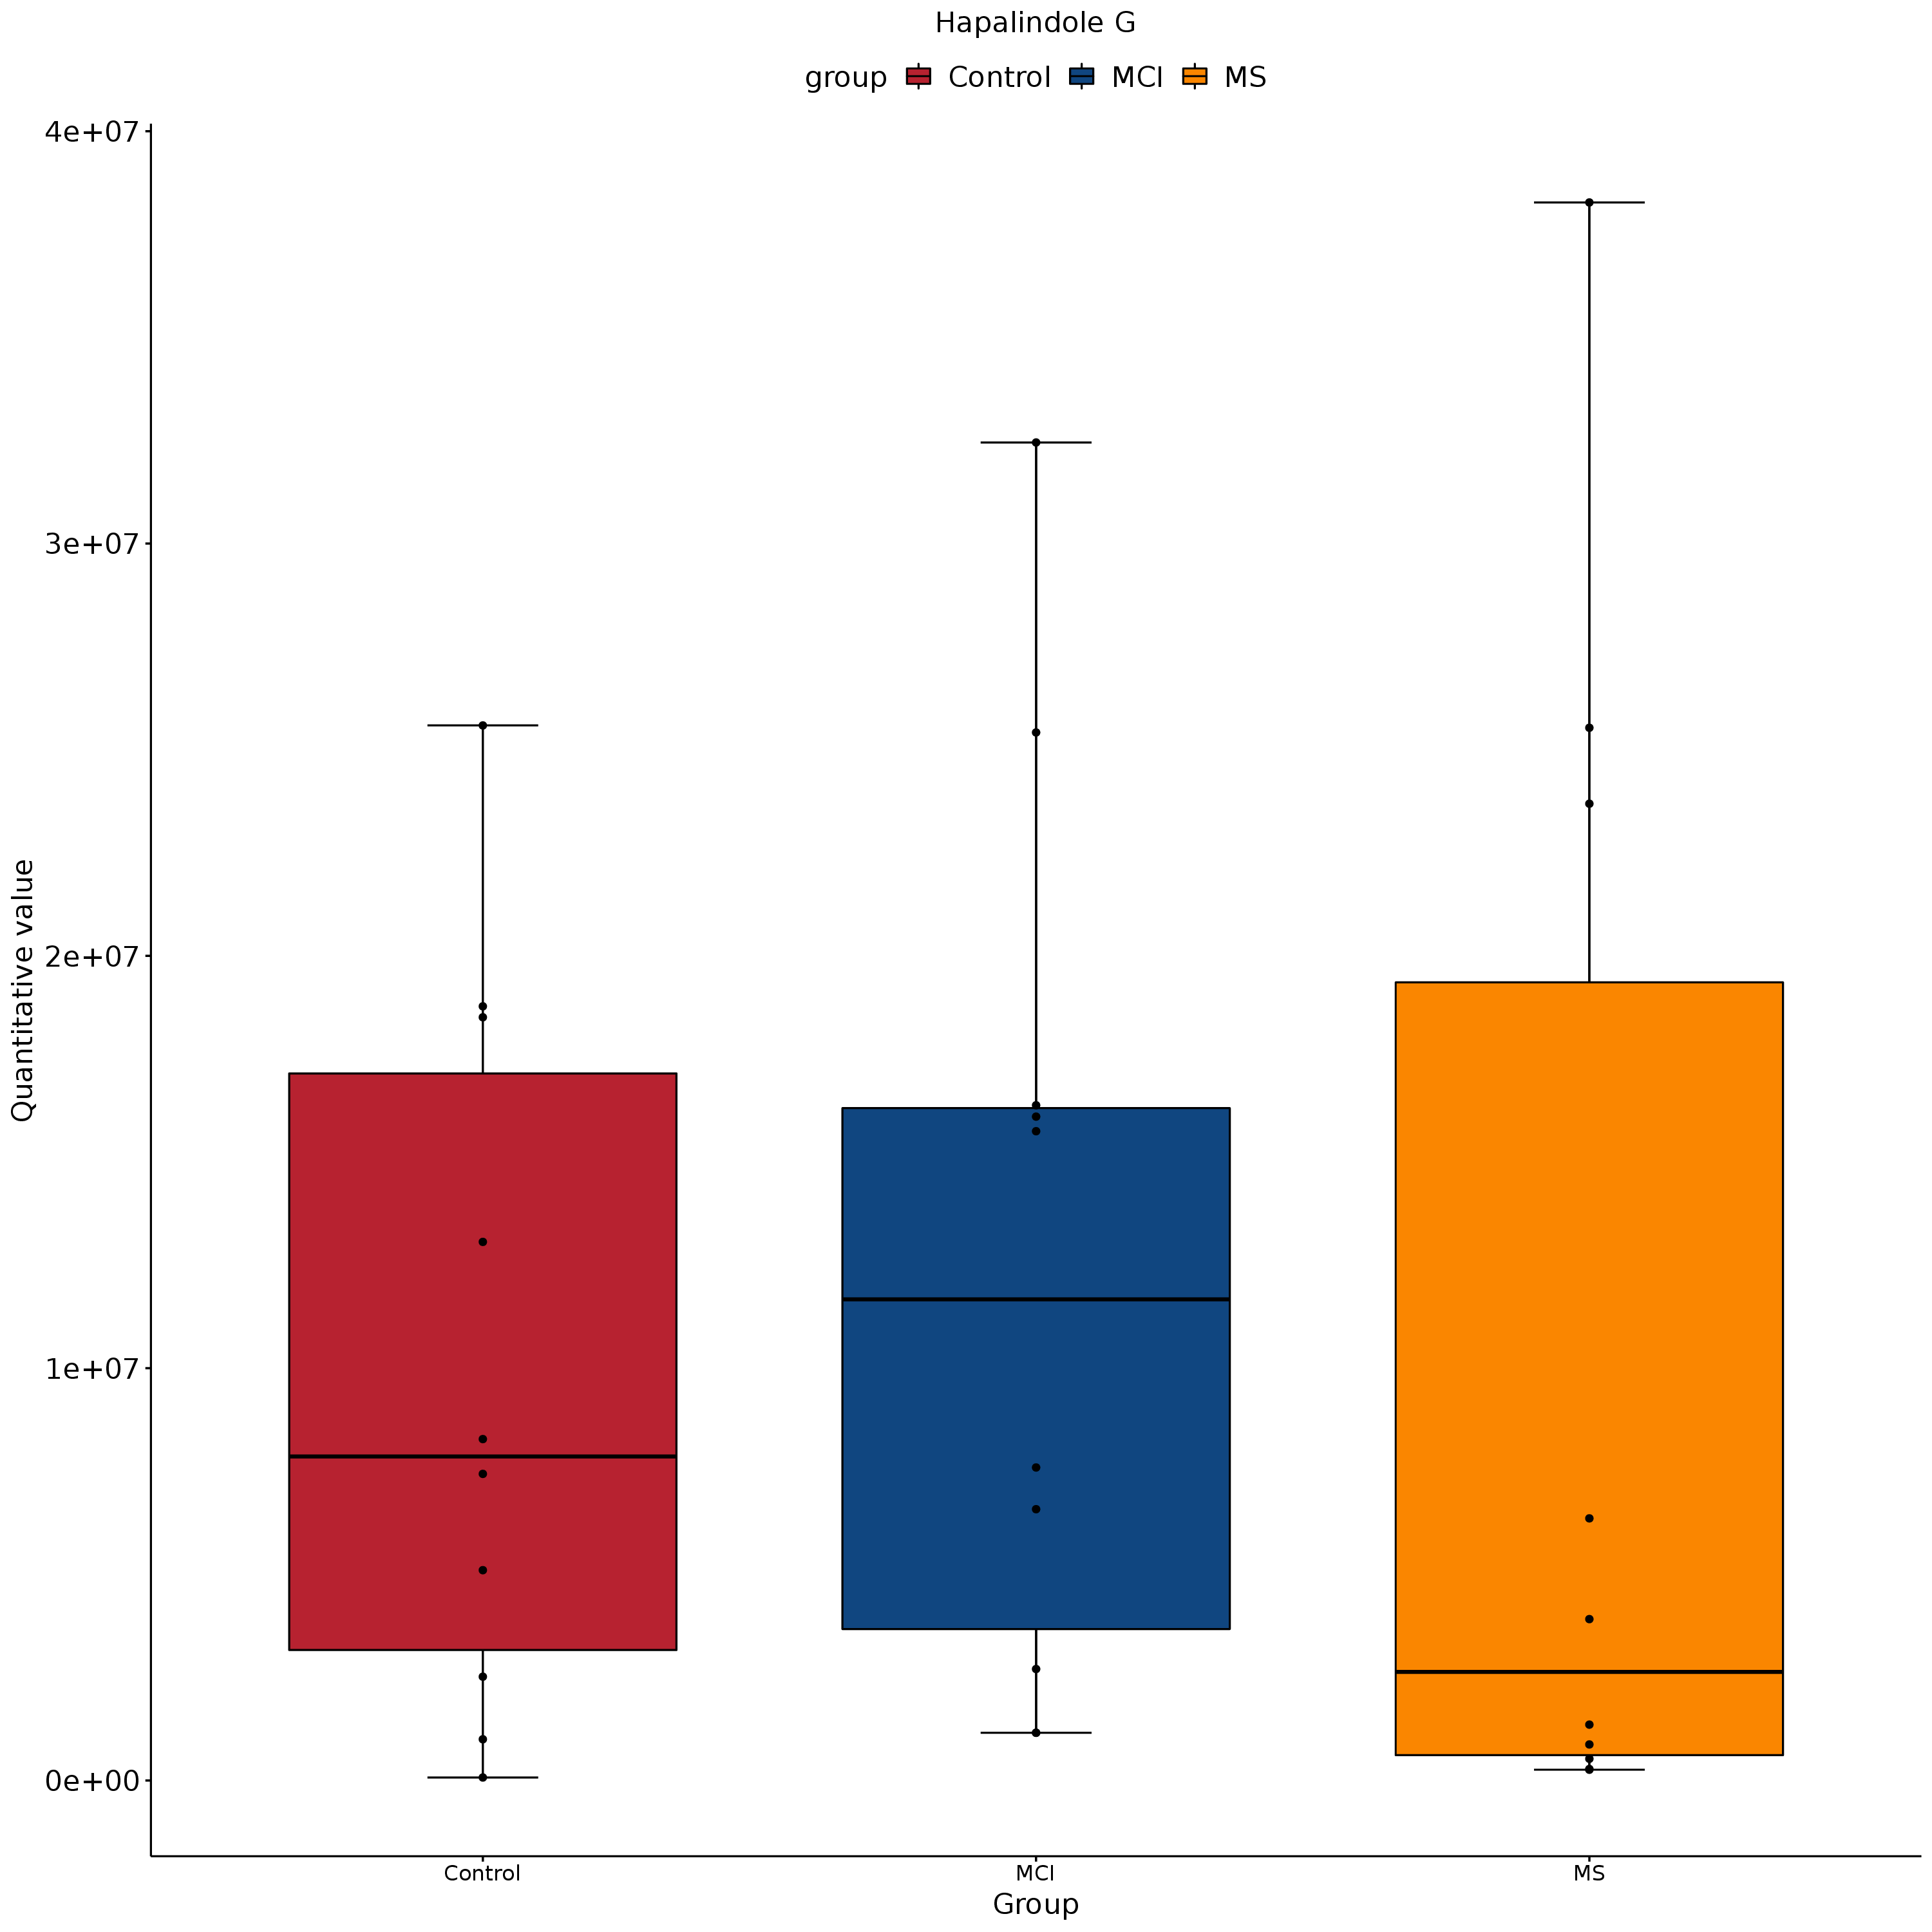 Hapalindole G
group Control MCI MS
4e+07
3e+07
2e+07
1e+07
0e+00
Quantitative value
Control MCI MS
Group